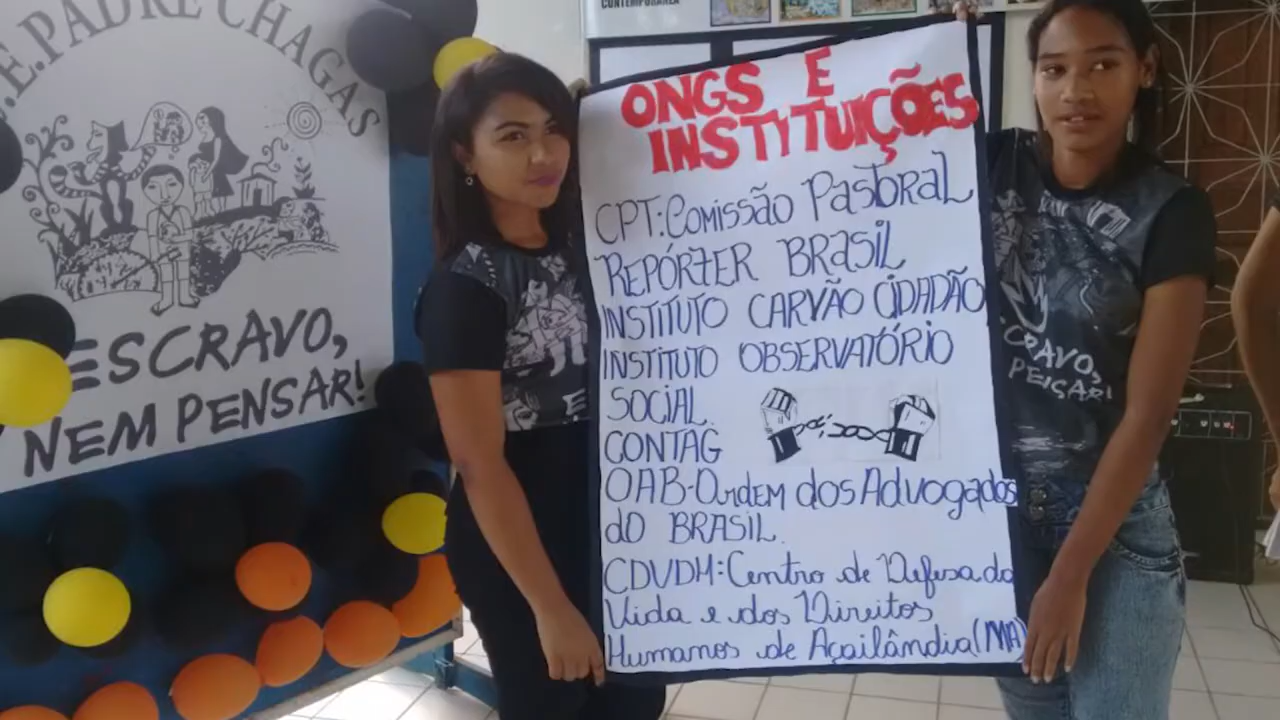 .E.PADRE CHAGAS
ESCRAVO,
NEM PENSAR!
CONTEMPORÂNEA
ONGS E
INSTITUIÇÕES
CPT:Comissão Pastoral
REPÓRTER BRASIL
INSTITUTO CARVÃO CIDADÃO
INSTITUTO OBSERVATÓRIO
SOCIAL.
CONTAG
OAB-Ordem dos Advogados
do BRASIL.
CDVDH:Centro de Defesa da
Vida e dos Direitos
Humanos de Açailândia(MA)
CRAVO,
PENSAR!